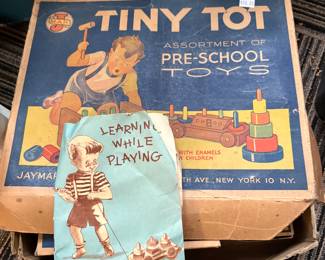 TINY TOT
ASSORTMENT OF
PRE-SCHOOL
TOYS
LEARNING
WHILE
PLAYING
WITH ENAMELS
CHILDREN
JAYMAR
AVE., NEW YORK 10 N.Y.